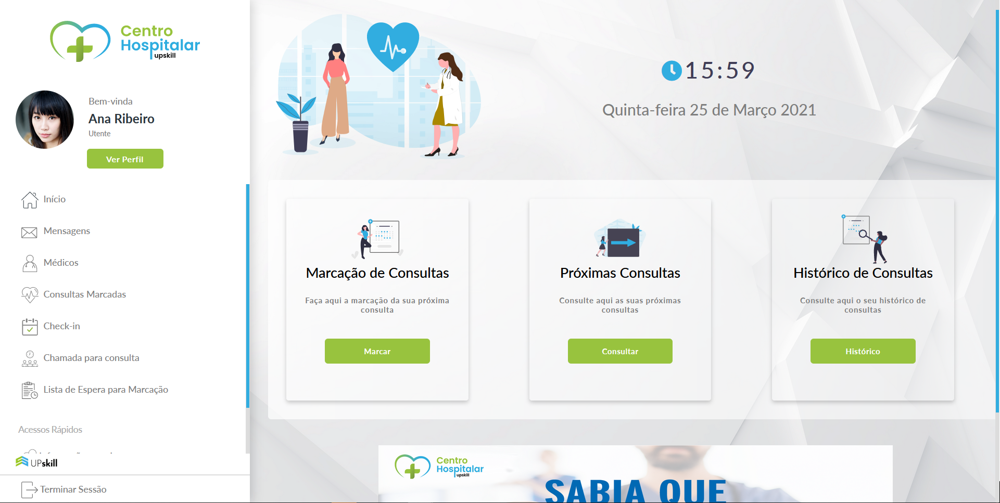 Centro
Hospitalar
upskill
Bem-vinda
Ana Ribeiro
Utente
Ver Perfil
Início
Mensagens
Médicos
Consultas Marcadas
Check-in
Chamada para consulta
Lista de Espera para Marcação
Acessos Rápidos
UPskill
Terminar Sessão
15:59
Quinta-feira 25 de Março 2021
Marcação de Consultas
Faça aqui a marcação da sua próxima
consulta
Marcar
Próximas Consultas
Consulte aqui as suas próximas
consultas
Consultar
Histórico de Consultas
Consulte aqui o seu histórico de
consultas
Histórico
Centro
Hospitalar
upskill
SABIA QUE